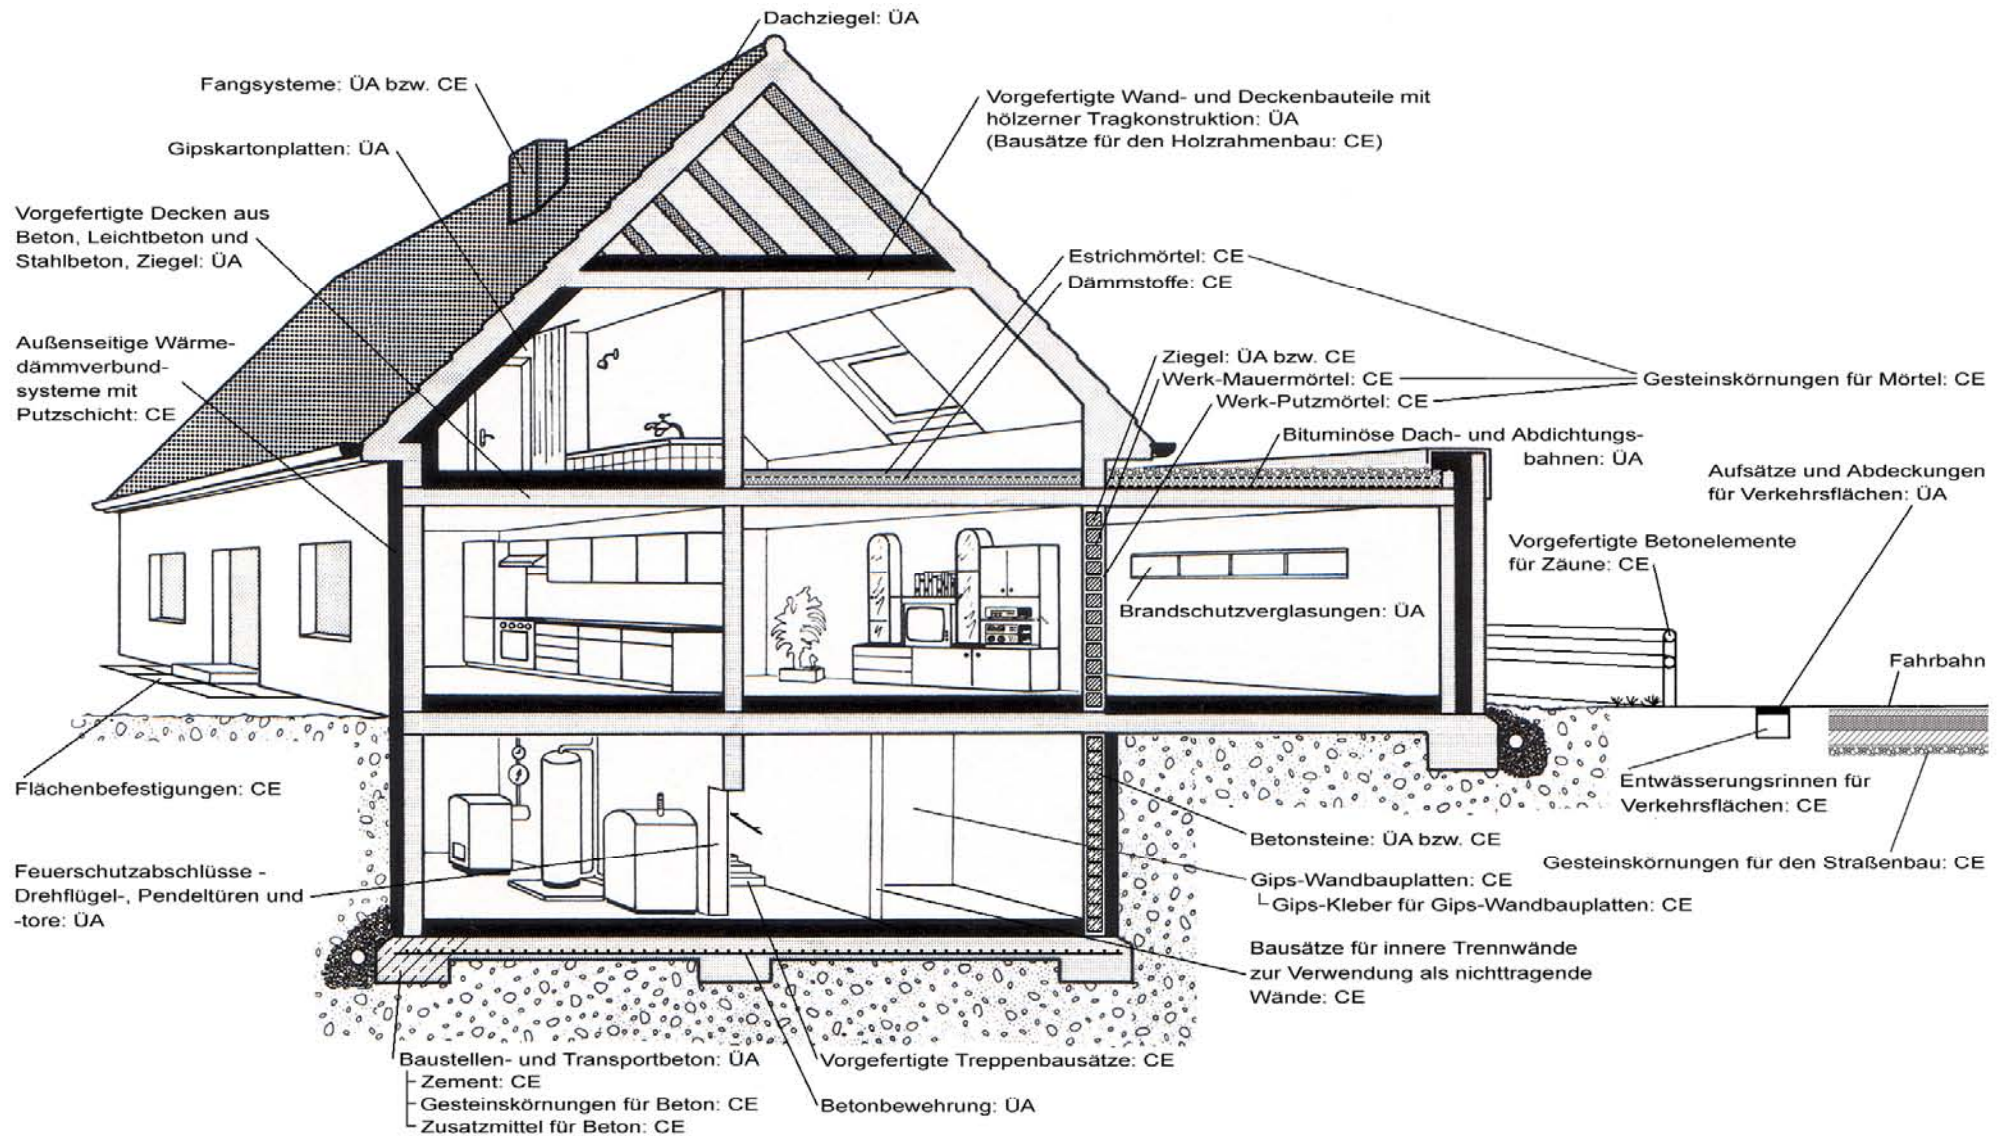 Dachziegel: ÜA
Fangsysteme: ÜA bzw. CE
Gipskartonplatten: ÜA
Vorgefertigte Decken aus
Beton, Leichtbeton und
Stahlbeton, Ziegel: ÜA
Außenseitige Wärme-
dämmverbund-
systeme mit
Putzschicht: CE
Flächenbefestigungen: CE
Feuerschutzabschlüsse -
Drehflügel-, Pendeltüren und
-tore: ÜA
Baustellen- und Transportbeton: ÜA
Zement: CE
Gesteinskörnungen für Beton: CE
Zusatzmittel für Beton: CE
Vorgefertigte Treppenbausätze: CE
Betonbewehrung: ÜA
Vorgefertigte Wand- und Deckenbauteile mit
hölzerner Tragkonstruktion: ÜA
(Bausätze für den Holzrahmenbau: CE)
Estrichmörtel: CE
Dämmstoffe: CE
Ziegel: ÜA bzw. CE
Werk-Mauermörtel: CE
Werk-Putzmörtel: CE
Gesteinskörnungen für Mörtel: CE
Bituminöse Dach- und Abdichtungs-
bahnen: ÜA
Aufsätze und Abdeckungen
für Verkehrsflächen: ÜA
Vorgefertigte Betonelemente
für Zäune: CE
Brandschutzverglasungen: ÜA
Fahrbahn
Entwässerungsrinnen für
Verkehrsflächen: CE
Gesteinskörnungen für den Straßenbau: CE
Betonsteine: ÜA bzw. CE
Gips-Wandbauplatten: CE
Gips-Kleber für Gips-Wandbauplatten: CE
Bausätze für innere Trennwände
zur Verwendung als nichttragende
Wände: CE